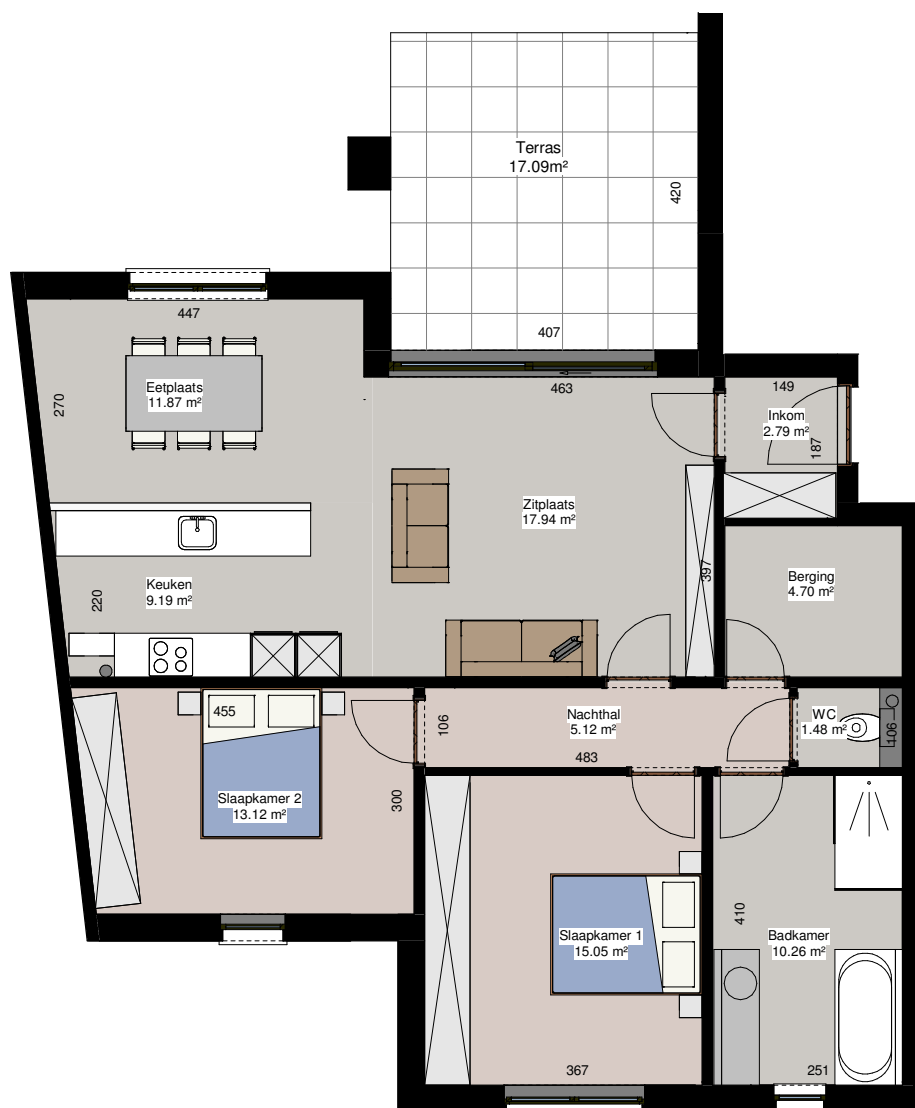 Terras
17.09m²
420
407
447
463
149
Eetplaats
11.87 m²
270
Inkom
2.79 m²
187
Zitplaats
17.94 m²
397
Berging
4.70 m²
Keuken
9.19 m²
220
455
106
Nachthal
5.12 m²
483
WC
1.48 m²
106
Slaapkamer 2
13.12 m²
300
Slaapkamer 1
15.05 m²
410
Badkamer
10.26 m²
367
251